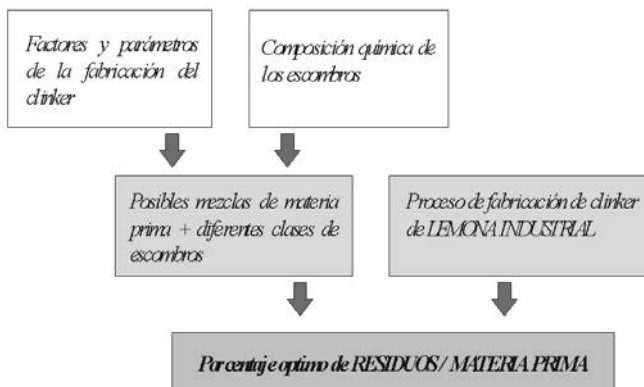 Factores y parámetros
de la fabricación del
clinker
Composición química de
los escombros
Posibles mezclas de materia
prima + diferentes clases de
escombros
Proceso de fabricación de clinker
de LEMONA INDUSTRIAL
Porcentaje optimo de RESIDUOS / MATERIA PRIMA